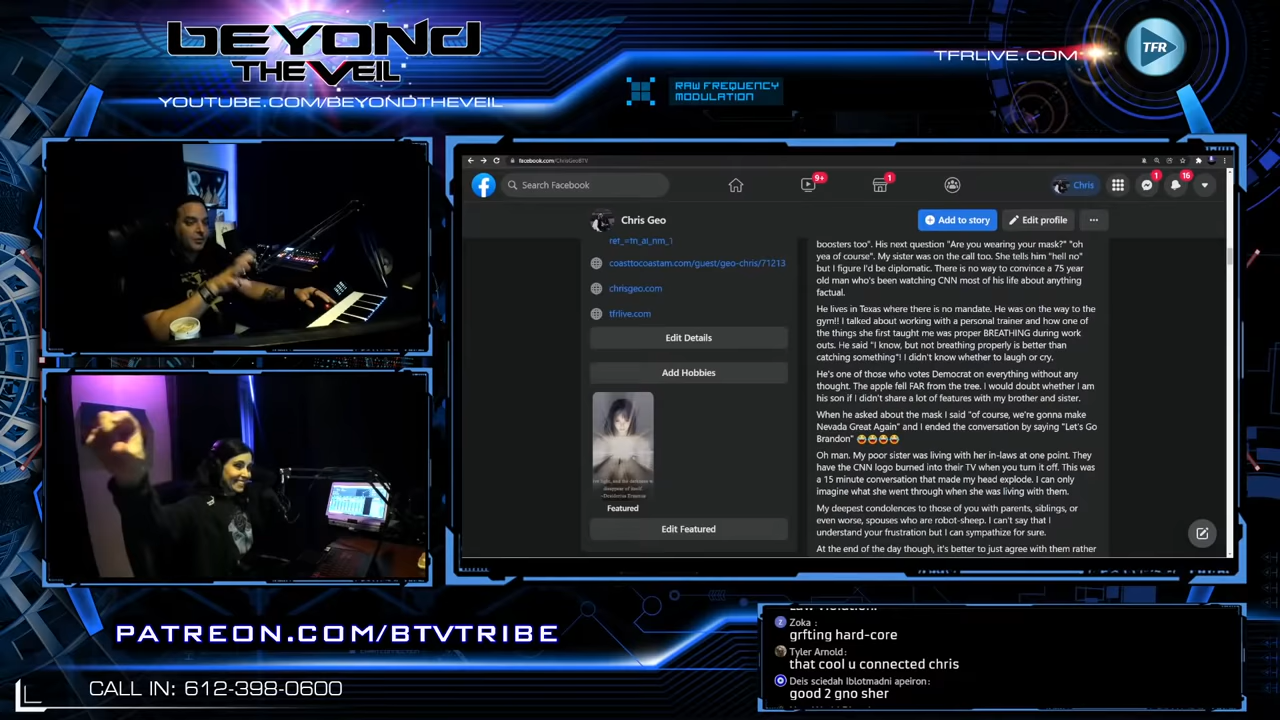 BEYOND
THE VEIL
YOUTUBE.COM/BEYONDTHEVEIL
TFRLIVE.COM
TFR
RAW FREQUENCY
MODULATION
facebook.com/ChrisGeoBTV
Search Facebook
9+
1
Chris
1
16
Chris Geo
Add to story
Edit profile
coasttocoastam.com/guest/geo-chris/71213
chrisgeo.com
tfrlive.com
Edit Details
Add Hobbies
Featured
Edit Featured
boosters too". His next question "Are you wearing your mask?" "oh
yea of course". My sister was on the call too. She tells him "hell no"
but I figure I'd be diplomatic. There is no way to convince a 75 year
old man who's been watching CNN most of his life about anything
factual.
He lives in Texas where there is no mandate. He was on the way to the
gym!! I talked about working with a personal trainer and how one of
the things she first taught me was proper BREATHING during work
outs. He said "I know, but not breathing properly is better than
catching something"! I didn't know whether to laugh or cry.
He's one of those who votes Democrat on everything without any
thought. The apple fell FAR from the tree. I would doubt whether I am
his son if I didn't share a lot of features with my brother and sister.
When he asked about the mask I said "of course, we're gonna make
Nevada Great Again" and I ended the conversation by saying "Let's Go
Brandon" 🤣🤣🤣🤣
Oh man. My poor sister was living with her in-laws at one point. They
have the CNN logo burned into their TV when you turn it off. This was
a 15 minute conversation that made my head explode. I can only
imagine what she went through when she was living with them.
My deepest condolences to those of you with parents, siblings, or
even worse, spouses who are robot-sheep. I can't say that I
understand your frustration but I can sympathize for sure.
At the end of the day though, it's better to just agree with them rather
PATREON.COM/BTVTRIBE
CALL IN: 612-398-0600
Zoka :
grfting hard-core
Tyler Arnold:
that cool u connected chris
Deis sciedah Iblotmadni apeiron:
good 2 gno sher